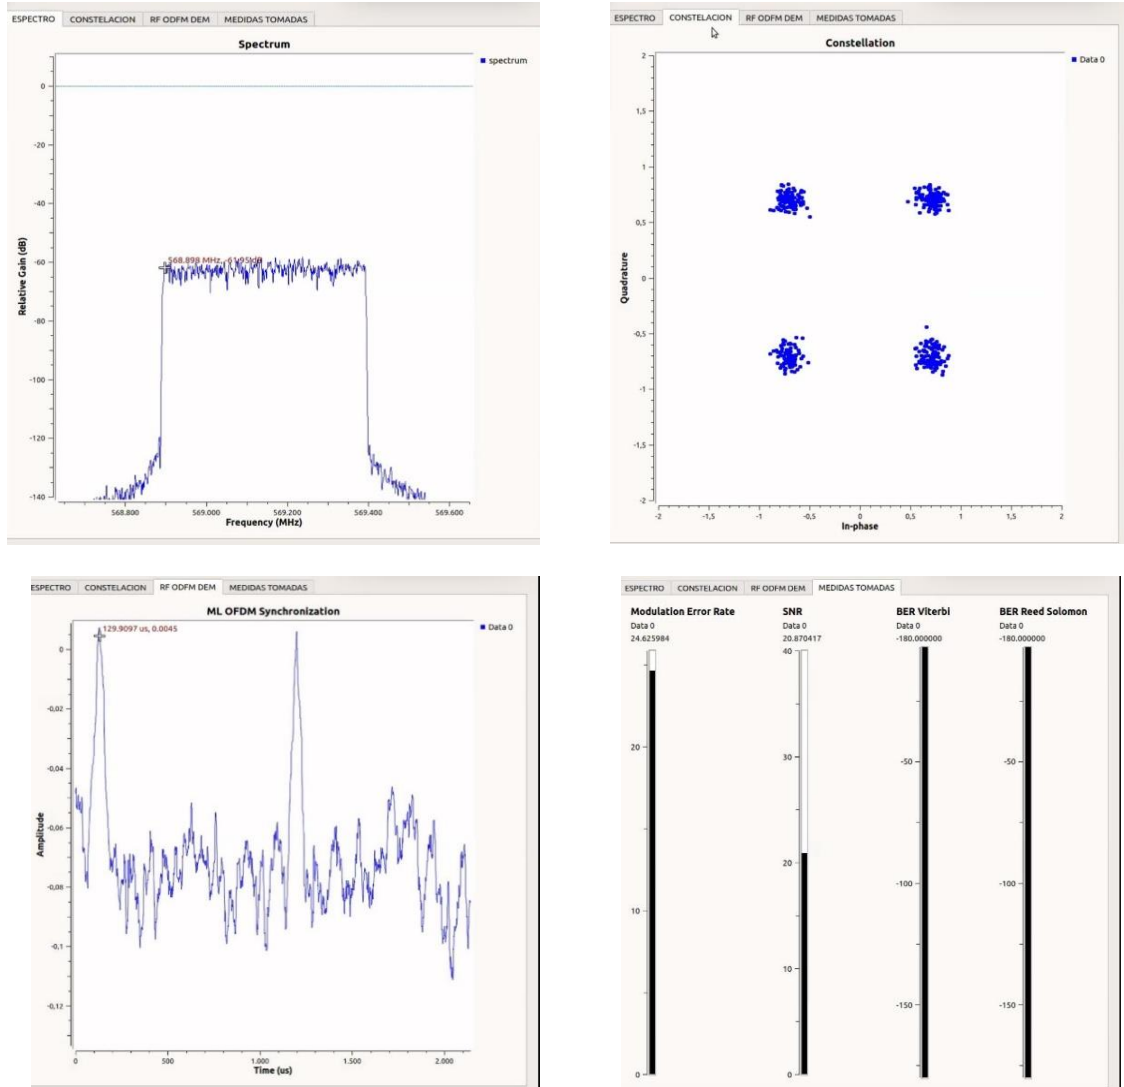 ESPECTRO CONSTELACION RF ODFM DEM MEDIDAS TOMADAS
Spectrum
spectrum
0
-20
-40
-60
-80
-100
-120
-140
Relative Gain (dB)
568.898 MHz, -61.95 dB
568.800 569.000 569.200 569.400 569.600
Frequency (MHz)
ESPECTRO CONSTELACION RF ODFM DEM MEDIDAS TOMADAS
Constellation
Data 0
2
1,5
1
0,5
0
-0,5
-1
-1,5
-2
Quadrature
-2 -1,5 -1 -0,5 0 0,5 1 1,5 2
In-phase
ESPECTRO CONSTELACION RF ODFM DEM MEDIDAS TOMADAS
ML OFDM Synchronization
Data 0
129.9097 us, 0.0045
0
-0,02
-0,04
-0,06
-0,08
-0,1
-0,12
Amplitude
0 500 1.000 1.500 2.000
Time (us)
ESPECTRO CONSTELACION RF ODFM DEM MEDIDAS TOMADAS
Modulation Error Rate SNR BER Viterbi BER Reed Solomon
Data 0 Data 0 Data 0 Data 0
24.625984 20.870417 -180.000000 -180.000000
20
10
0
40
30
20
10
0
-50
-100
-150
-50
-100
-150